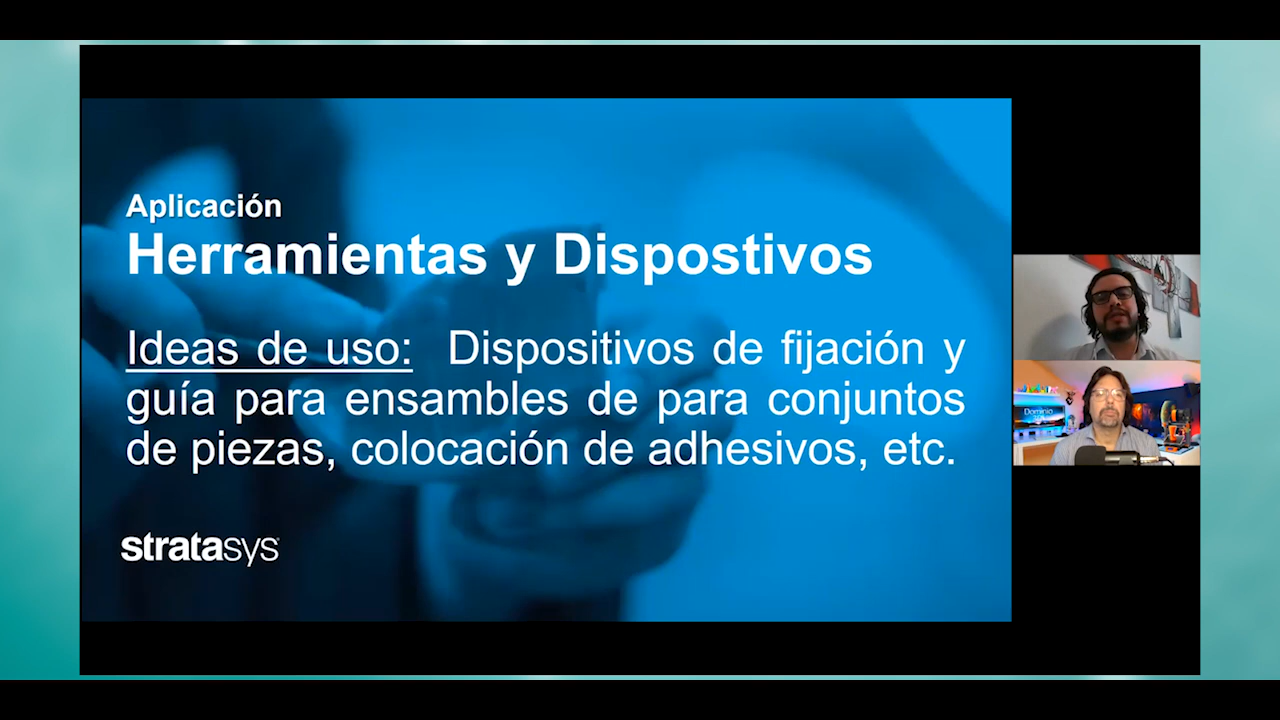 Aplicación
Herramientas y Dispostivos
Ideas de uso: Dispositivos de fijación y
guía para ensambles de para conjuntos
de piezas, colocación de adhesivos, etc.
stratasys
Dominio